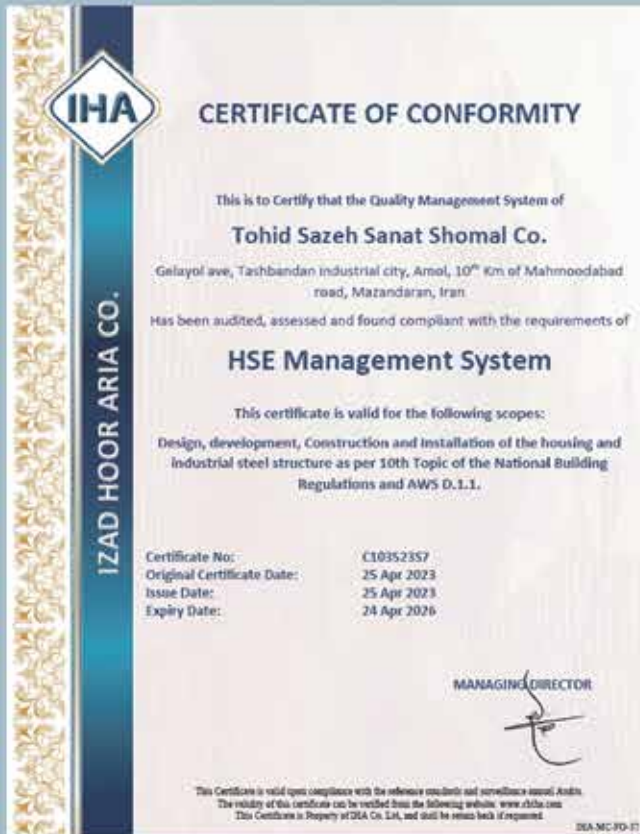 IHA
IZAD HOOR ARIA CO.
CERTIFICATE OF CONFORMITY
This is to Certify that the Quality Management System of
Tohid Sazeh Sanat Shomal Co.
Gelayol ave, Tashbandan industrial city, Amol, 10th Km of Mahmoodabad
road, Mazandaran, Iran
Has been audited, assessed and found compliant with the requirements of
HSE Management System
This certificate is valid for the following scopes:
Design, development, Construction and Installation of the housing and
industrial steel structure as per 10th Topic of the National Building
Regulations and AWS D.1.1.
Certificate No: C103523S7
Original Certificate Date: 25 Apr 2023
Issue Date: 25 Apr 2023
Expiry Date: 24 Apr 2026
MANAGING DIRECTOR
This Certificate is valid upon compliance with the reference standards and surveillance annual Audits.
The validity of this certificate can be verified from the following website:
This Certificate is Property of IHA Co. Ltd, and shall be return back if requested.